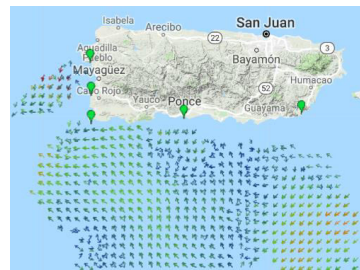 Isabela
Arecibo
San Juan
22
3
Aguadilla
Pueblo
Bayamón
Mayagüez
52
Humacao
Cabo Rojo
Yauco
Ponce
Guayama